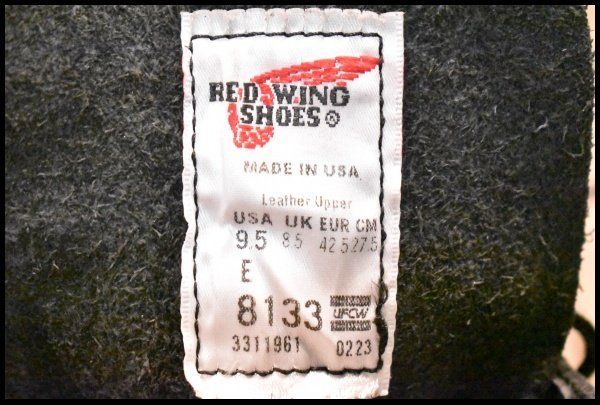 RED WING
SHOES®
MADE IN USA
Leather Upper
USA UK EUR CM
9.5 8.5 42.5 27.5
E
8133 UFCW
3311961 0223